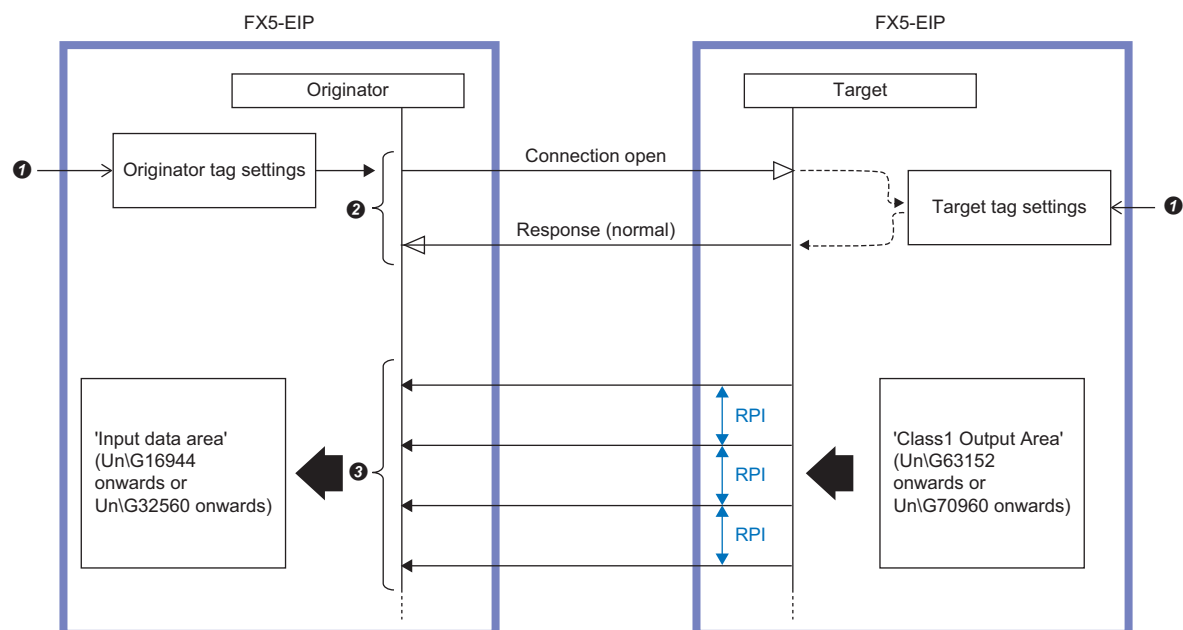 FX5-EIP
FX5-EIP
Originator
Target
❶
Originator tag settings
❷
Connection open
Response (normal)
Target tag settings
❶
'Input data area'
(Un\G16944
onwards or
Un\G32560 onwards)
❸
RPI
RPI
RPI
'Class1 Output Area'
(Un\G63152
onwards or
Un\G70960 onwards)